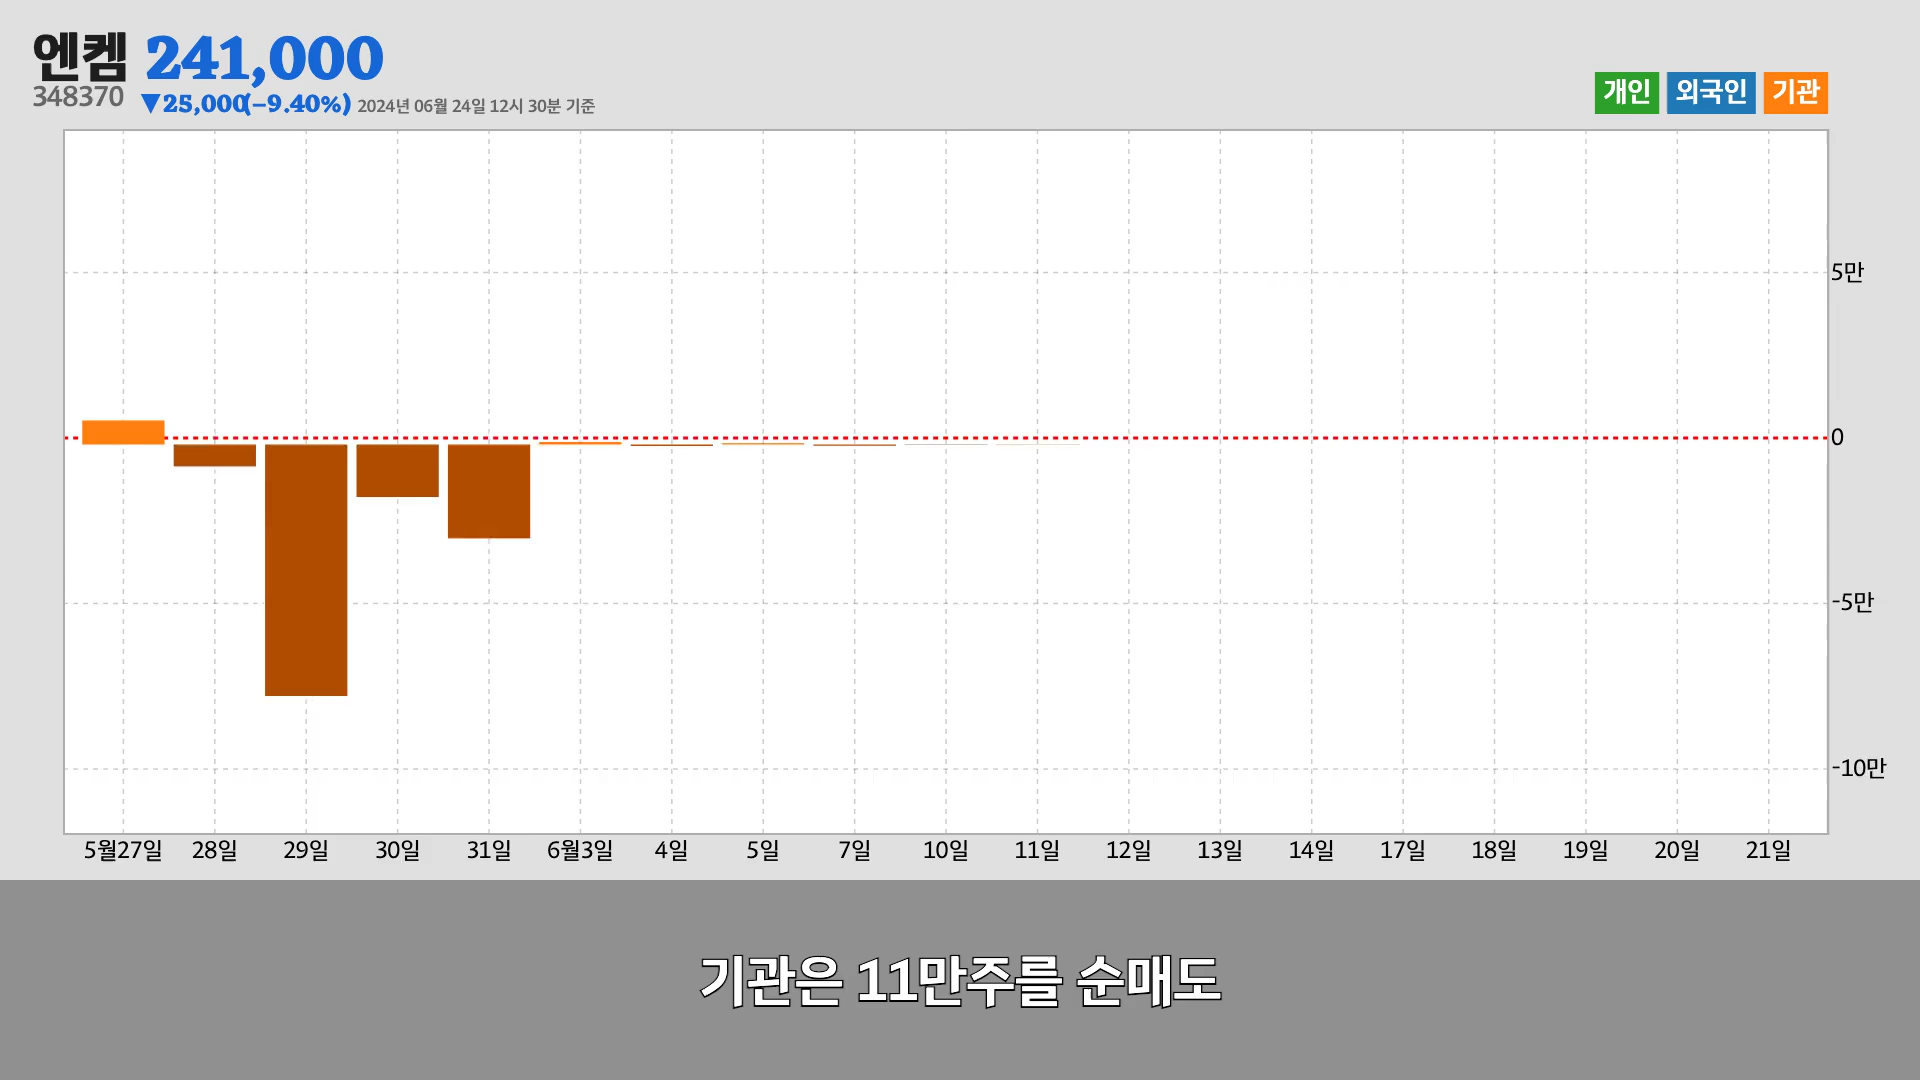 엔켐 241,000
348370 ▼25,000(−9.40%) 2024년 06월 24일 12시 30분 기준
개인 외국인 기관
5만
0
-5만
-10만
5월27일 28일 29일 30일 31일 6월3일 4일 5일 7일 10일 11일 12일 13일 14일 17일 18일 19일 20일 21일
기관은 11만주를 순매도